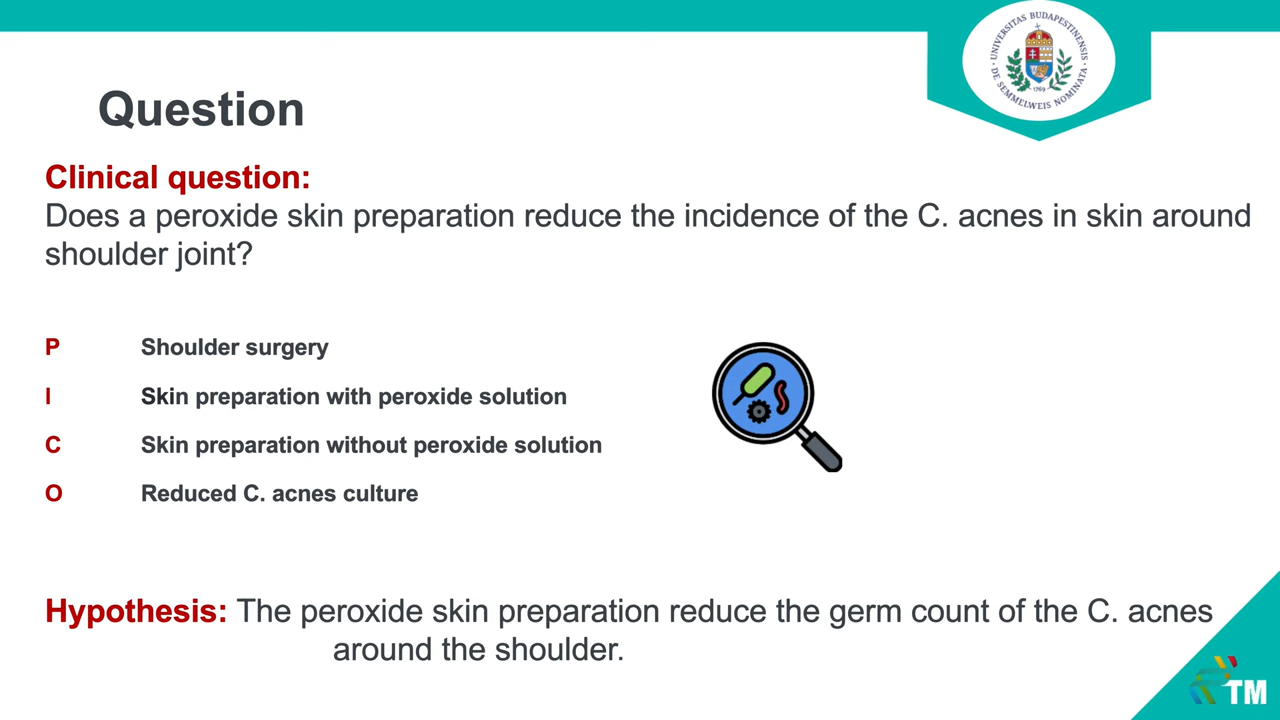 UNIVERSITAS BUDAPESTINENSIS
DE SEMMELWEIS NOMINATA
1769
Question
Clinical question:
Does a peroxide skin preparation reduce the incidence of the C. acnes in skin around
shoulder joint?
P Shoulder surgery
I Skin preparation with peroxide solution
C Skin preparation without peroxide solution
O Reduced C. acnes culture
Hypothesis: The peroxide skin preparation reduce the germ count of the C. acnes
around the shoulder.
TM